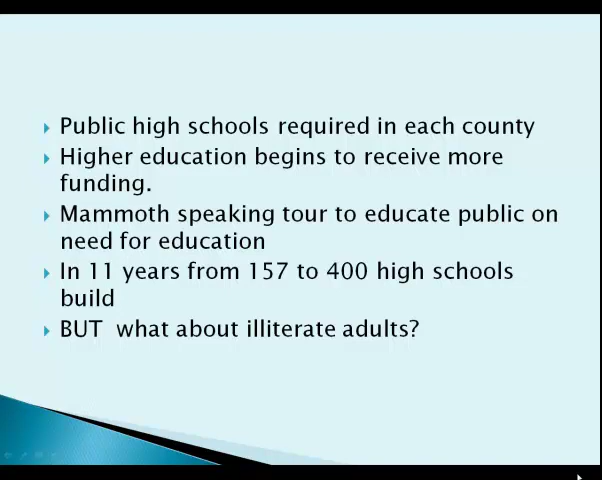 Public high schools required in each county
Higher education begins to receive more
funding.
Mammoth speaking tour to educate public on
need for education
In 11 years from 157 to 400 high schools
build
BUT  what about illiterate adults?